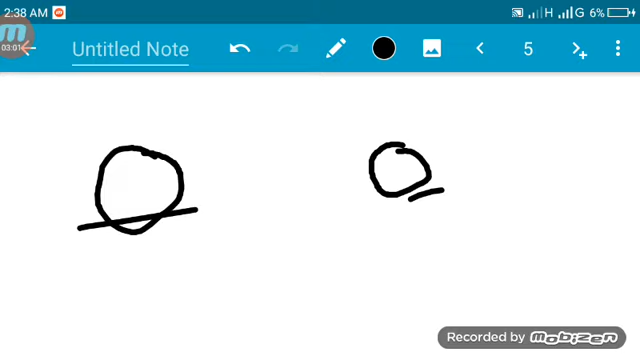 2:38 AM H G 6%
03:01
Untitled Note 5
Recorded by
mobizen